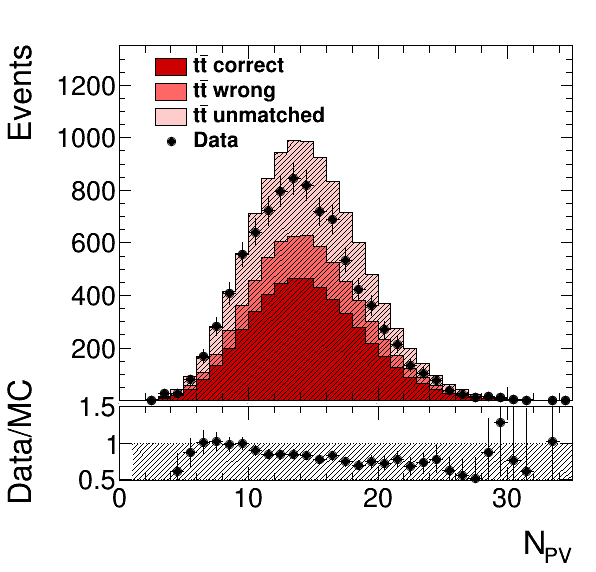 Events
1200
1000
800
600
400
200
tt̄ correct
tt̄ wrong
tt̄ unmatched
Data
Data/MC
1.5
1
0.5
0 10 20 30
N_PV